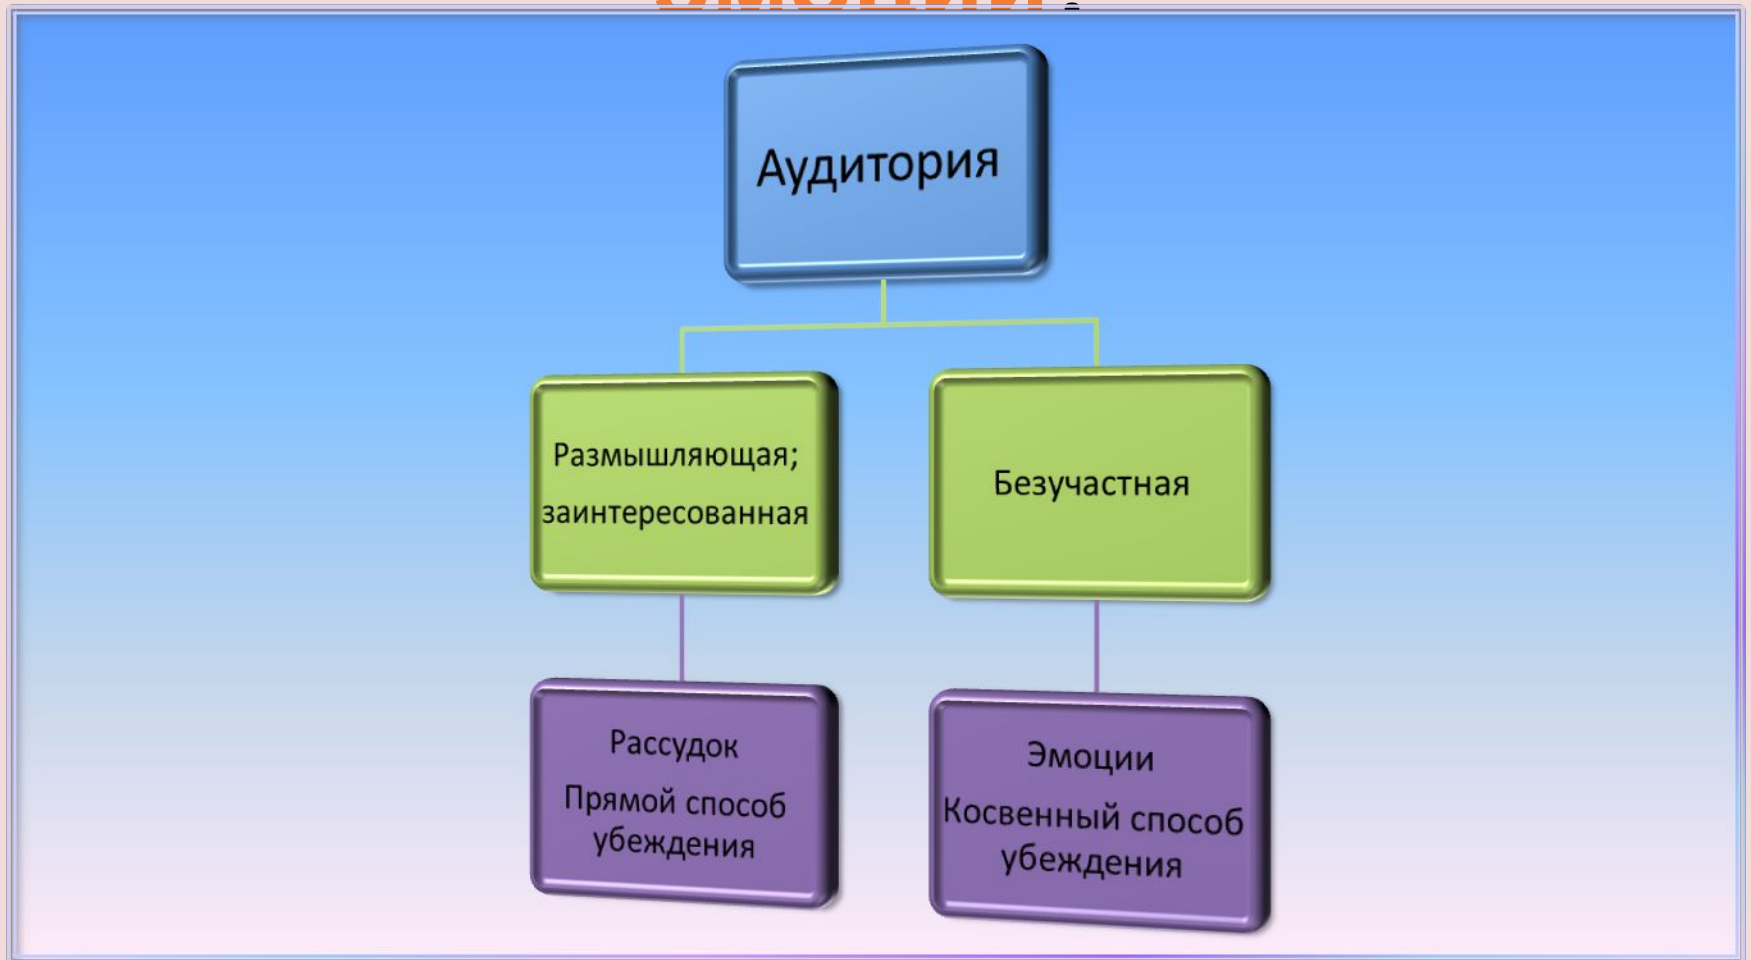 Аудитория
Размышляющая;
заинтересованная
Безучастная
Рассудок
Прямой способ
убеждения
Эмоции
Косвенный способ
убеждения